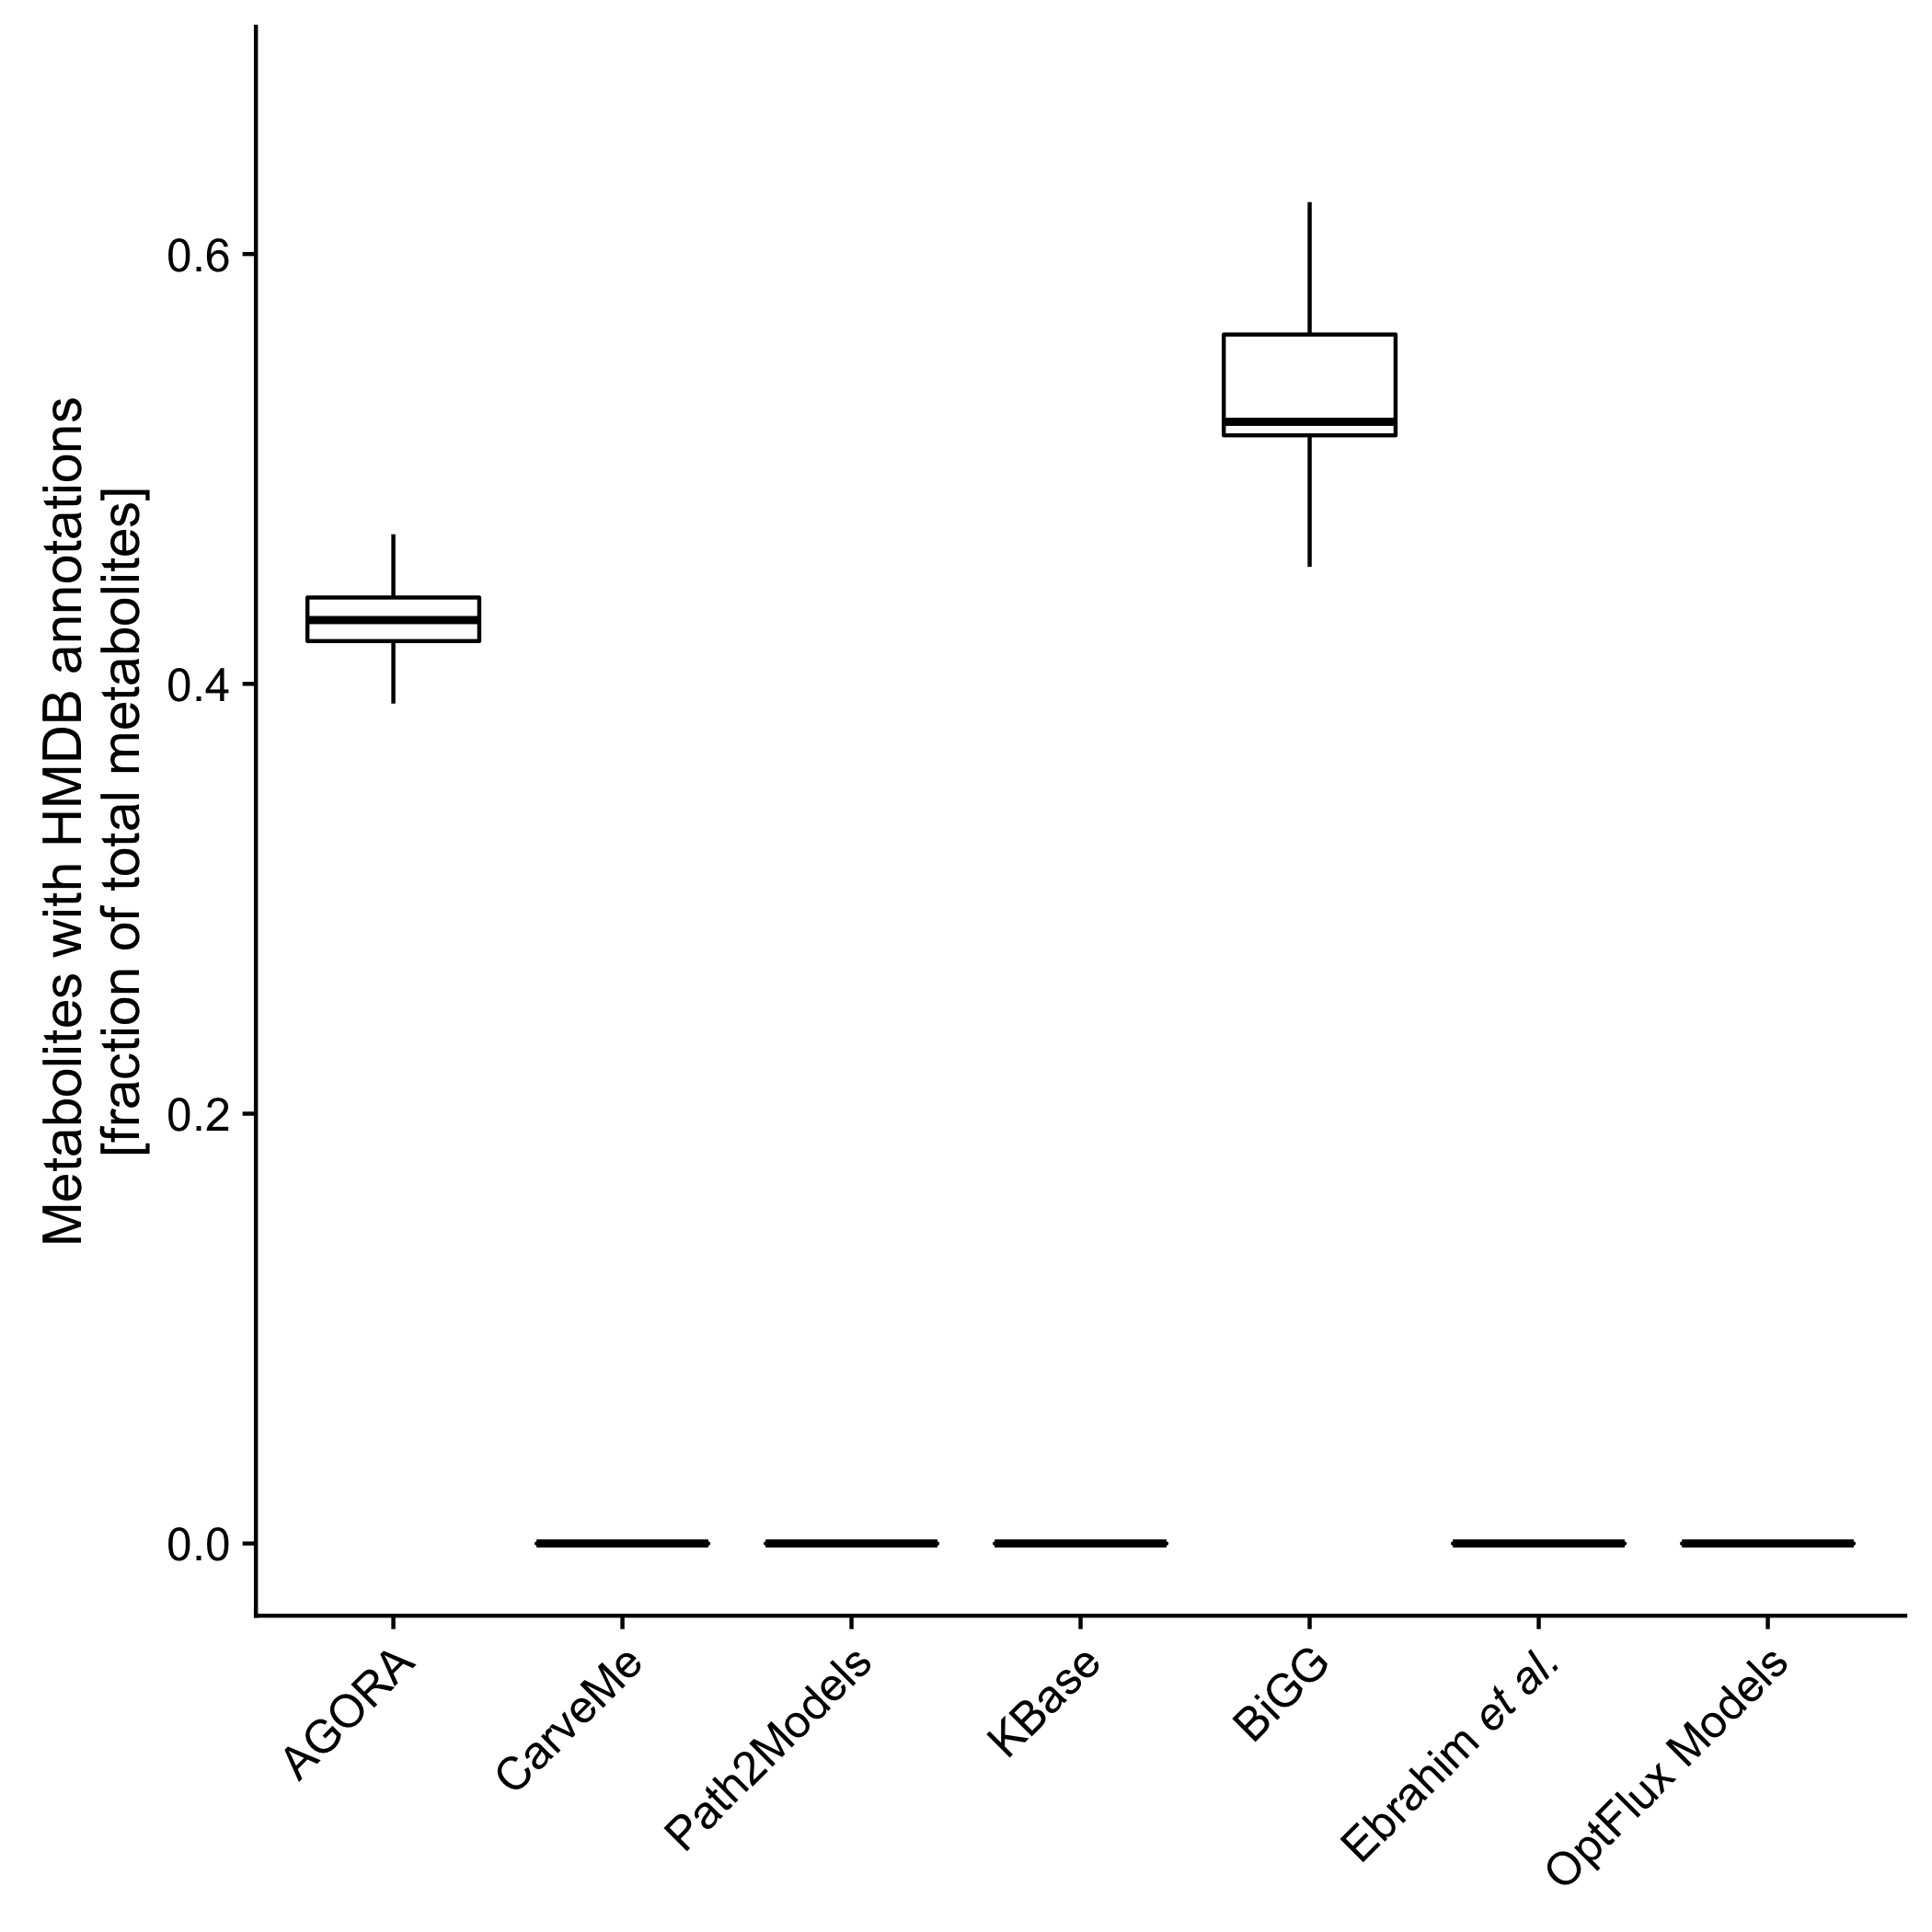 Metabolites with HMDB annotations
[fraction of total metabolites]
0.6
0.4
0.2
0.0
AGORA
CarveMe
Path2Models
KBase
BiGG
Ebrahim et al.
OptFlux Models